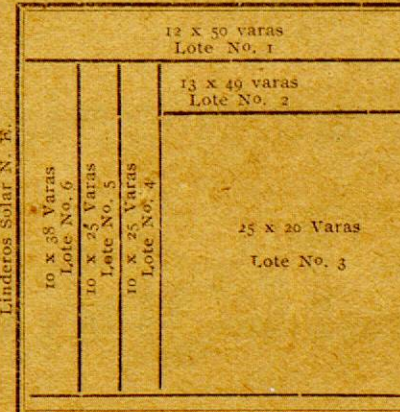 12 x 50 varas
Lote No. 1
13 x 49 varas
Lote No. 2
25 x 20 Varas
Lote No. 3
10 x 25 Varas
Lote No. 4
10 x 25 Varas
Lote No. 5
10 x 38 Varas
Lote No. 6
Linderos Solar N. R.